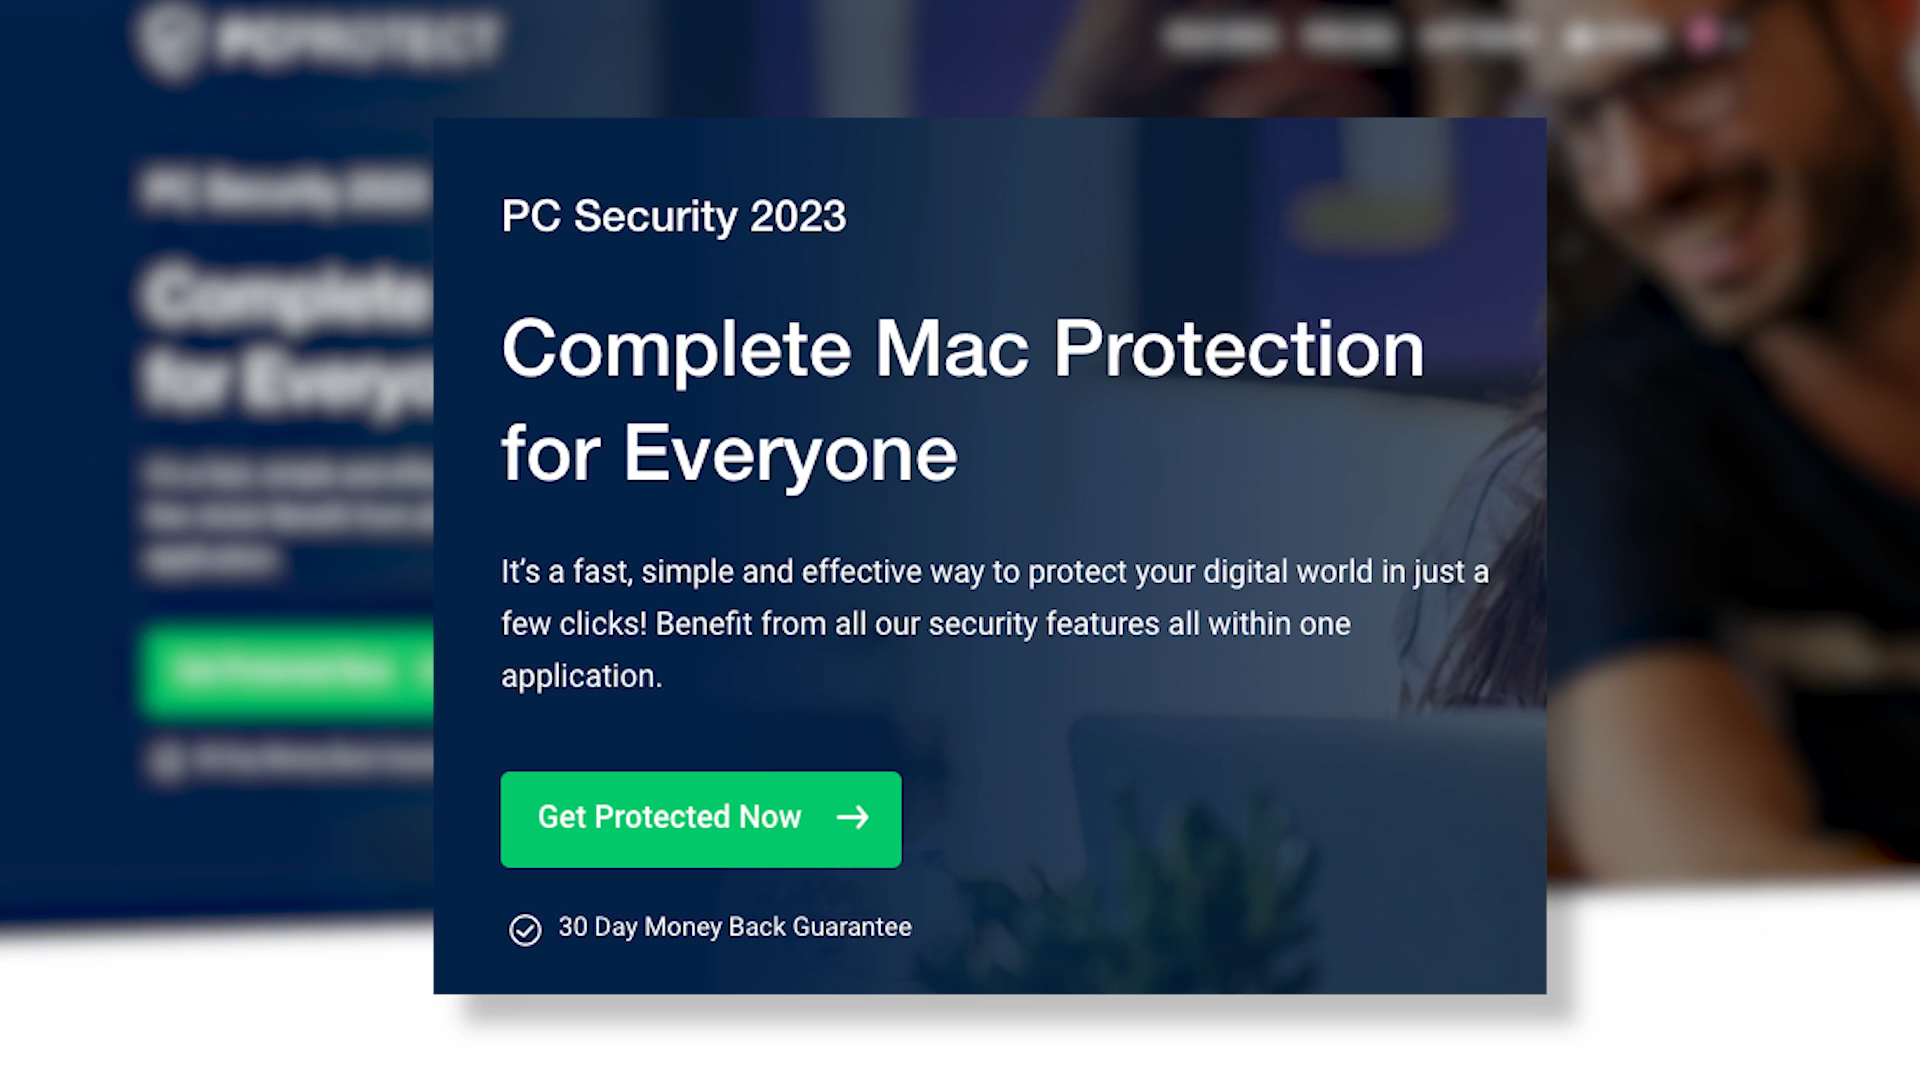 PCPROTECT
PC Security 2023
Complete Mac Protection
for Everyone
It's a fast, simple and effective way to protect your digital world in just a
few clicks! Benefit from all our security features all within one
application.
Get Protected Now
30 Day Money Back Guarantee